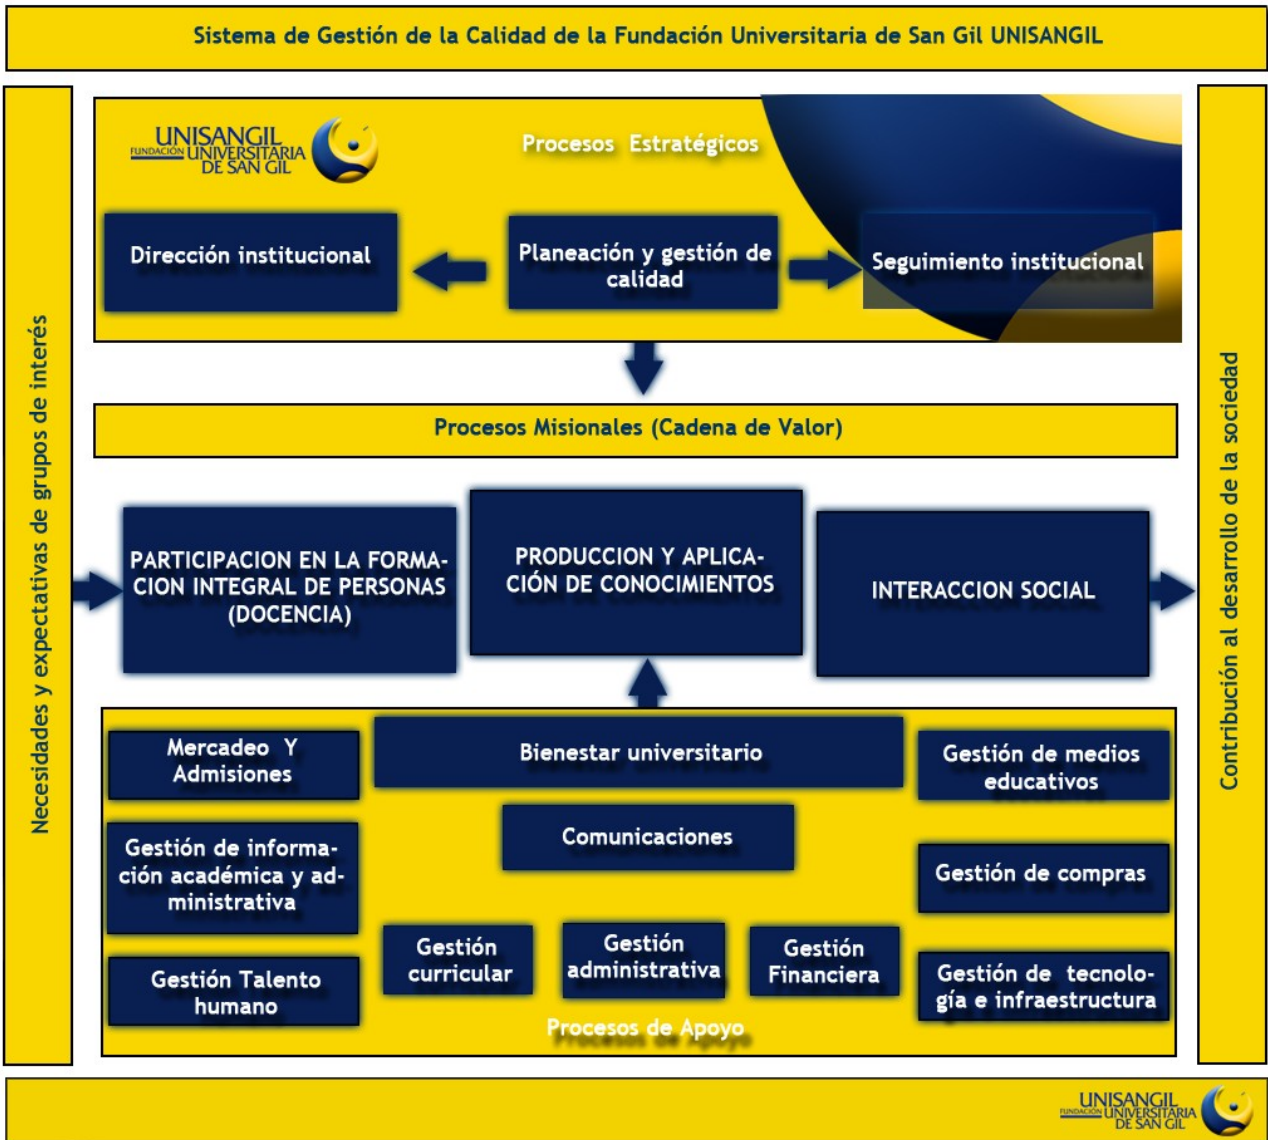 Sistema de Gestión de la Calidad de la Fundación Universitaria de San Gil UNISANGIL
Necesidades y expectativas de grupos de interés
UNISANGIL
FUNDACIÓN UNIVERSITARIA
DE SAN GIL
Procesos Estratégicos
Dirección institucional
Planeación y gestión de
calidad
Seguimiento institucional
Procesos Misionales (Cadena de Valor)
PARTICIPACION EN LA FORMA-
CION INTEGRAL DE PERSONAS
(DOCENCIA)
PRODUCCION Y APLICA-
CIÓN DE CONOCIMIENTOS
INTERACCION SOCIAL
Mercadeo Y
Admisiones
Bienestar universitario
Gestión de medios
educativos
Comunicaciones
Gestión de informa-
ción académica y ad-
ministrativa
Gestión de compras
Gestión
curricular
Gestión
administrativa
Gestión
Financiera
Gestión Talento
humano
Gestión de tecnolo-
gía e infraestructura
Procesos de Apoyo
Contribución al desarrollo de la sociedad
UNISANGIL
FUNDACIÓN UNIVERSITARIA
DE SAN GIL